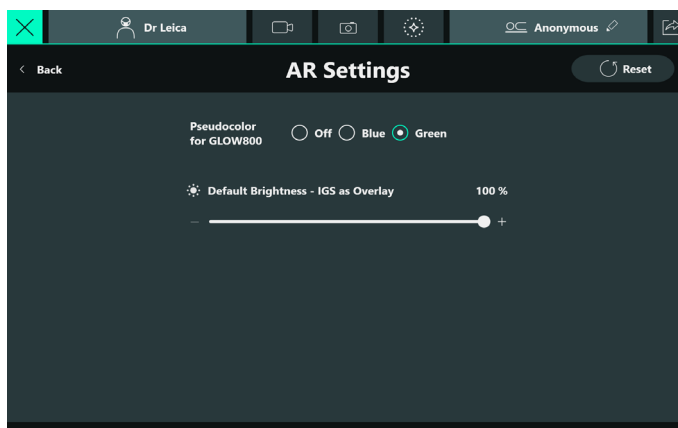 Dr Leica
Anonymous
Back
AR Settings
Reset
Pseudocolor
for GLOW800
Off Blue Green
Default Brightness - IGS as Overlay 100 %